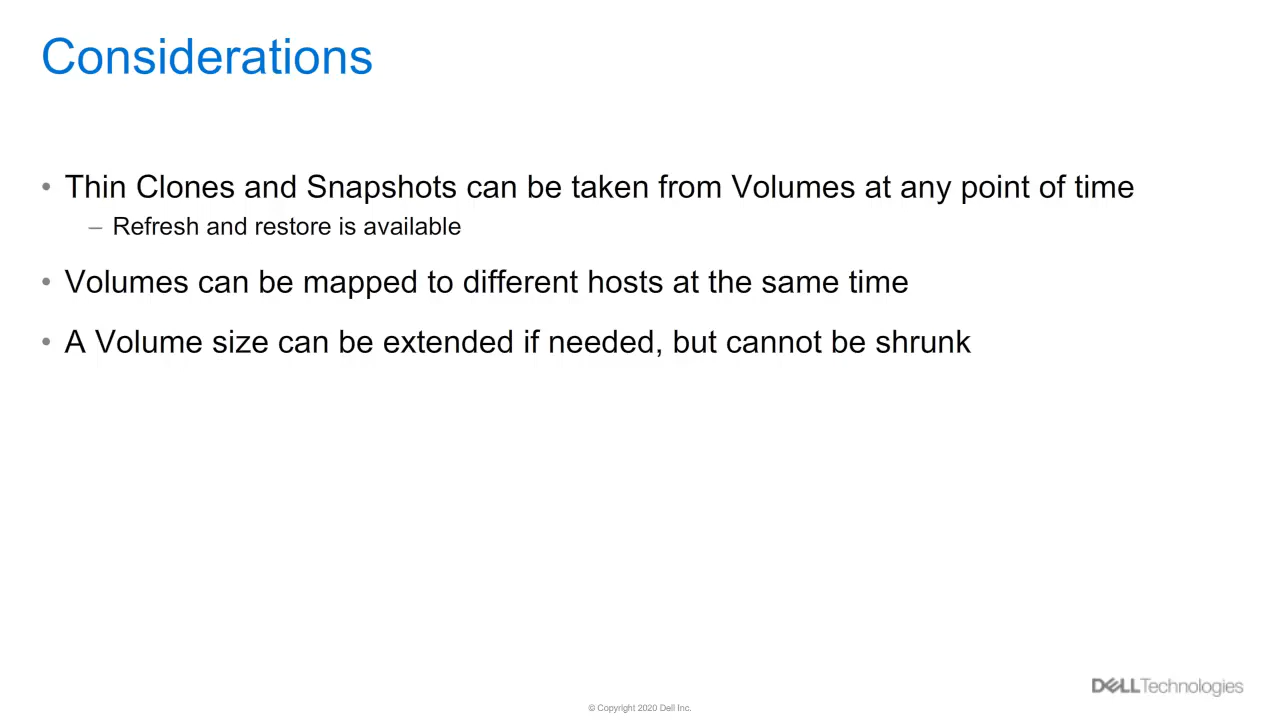 Considerations
• Thin Clones and Snapshots can be taken from Volumes at any point of time
– Refresh and restore is available
• Volumes can be mapped to different hosts at the same time
• A Volume size can be extended if needed, but cannot be shrunk
DELLTechnologies
© Copyright 2020 Dell Inc.